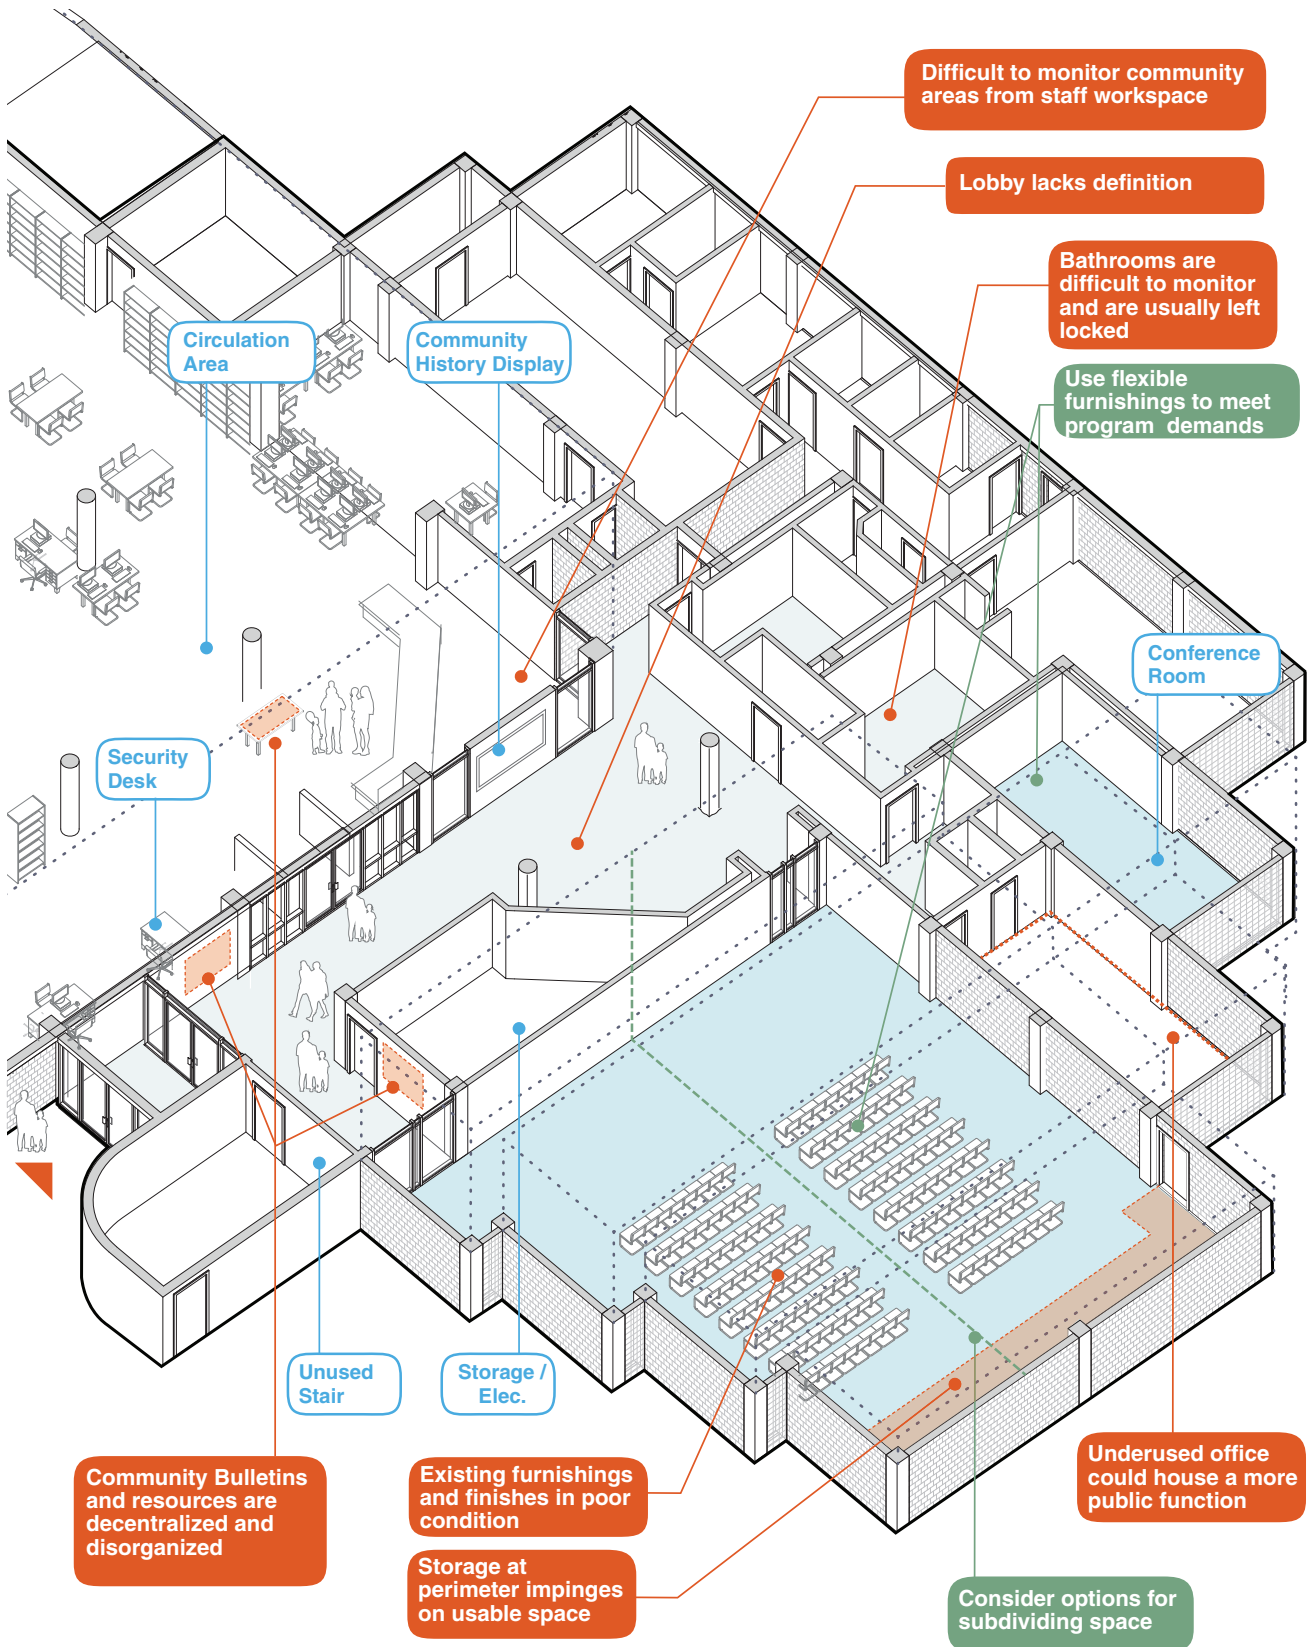 Difficult to monitor community
areas from staff workspace
Lobby lacks definition
Bathrooms are
difficult to monitor
and are usually left
locked
Circulation
Area
Community
History Display
Use flexible
furnishings to meet
program demands
Conference
Room
Security
Desk
Unused
Stair
Storage /
Elec.
Community Bulletins
and resources are
decentralized and
disorganized
Existing furnishings
and finishes in poor
condition
Underused office
could house a more
public function
Storage at
perimeter impinges
on usable space
Consider options for
subdividing space